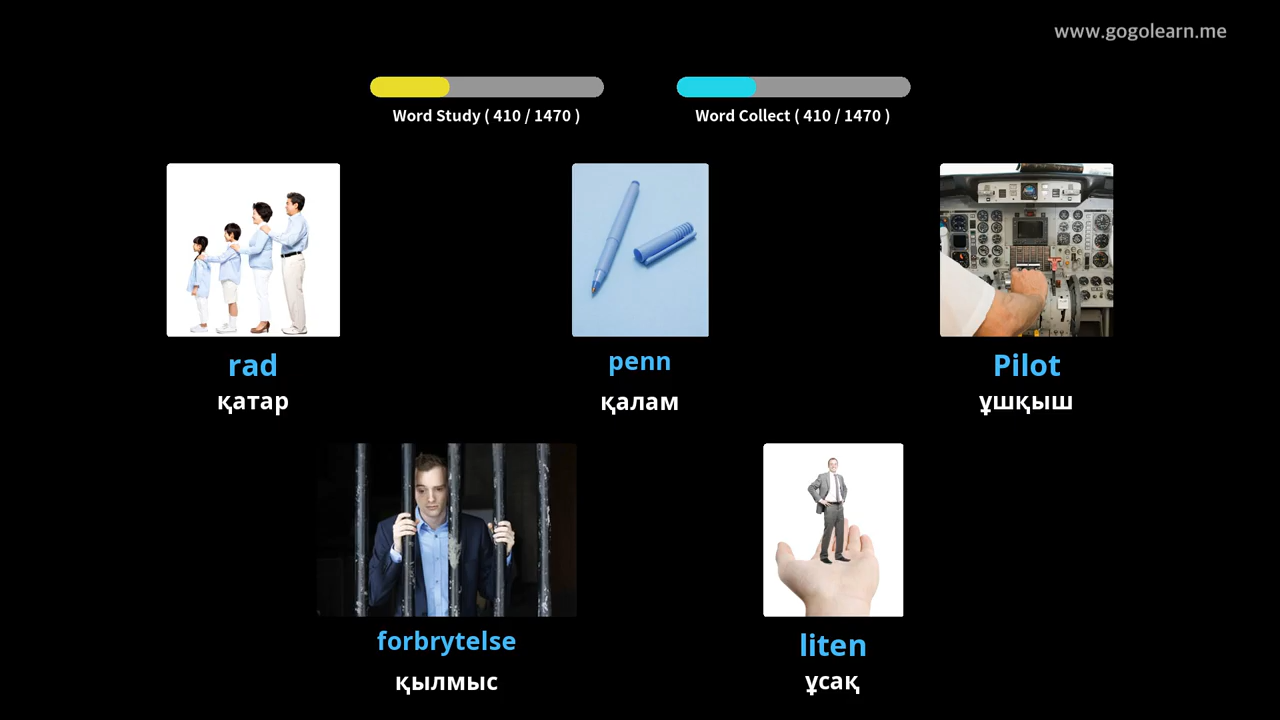 www.gogolearn.me
Word Study ( 410 / 1470 )
Word Collect ( 410 / 1470 )
rad
қатар
penn
қалам
Pilot
ұшқыш
forbrytelse
қылмыс
liten
ұсақ